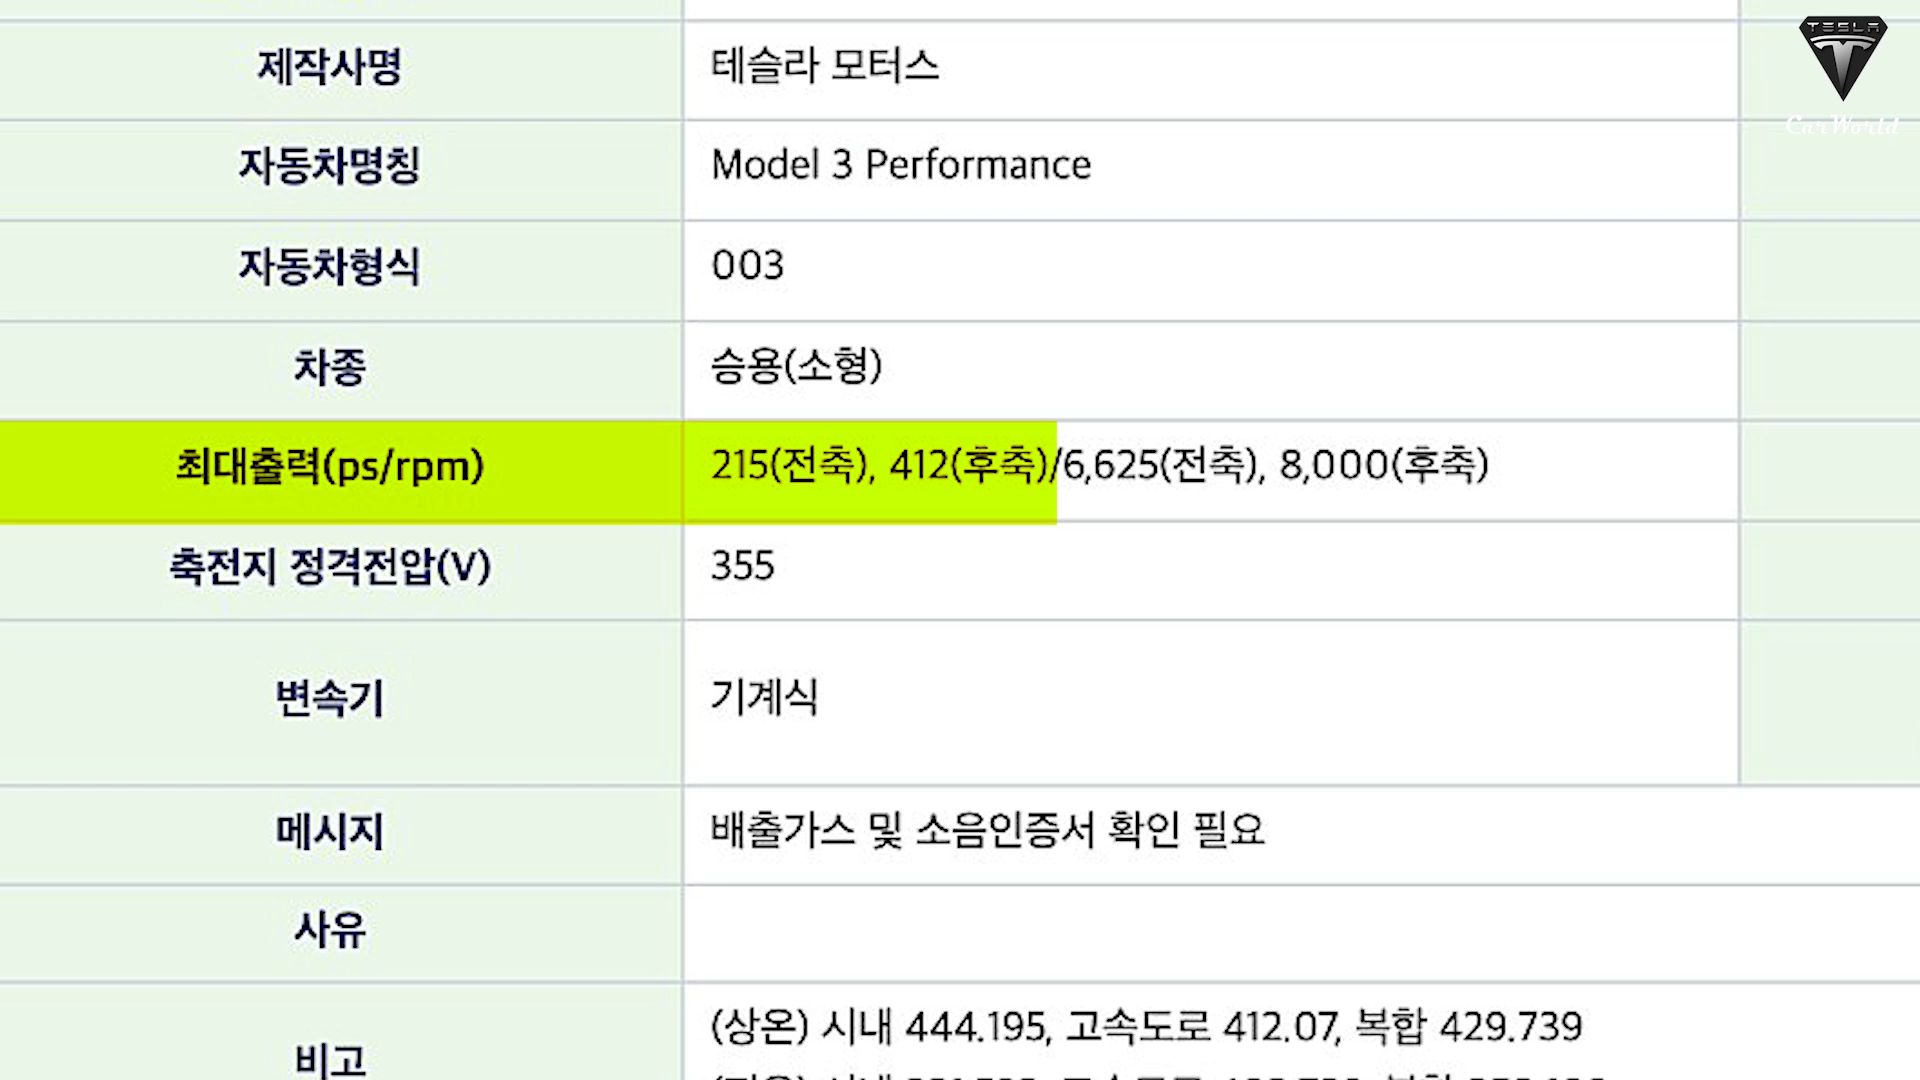 TESLA
CarWorld
제작사명 테슬라 모터스
자동차명칭 Model 3 Performance
자동차형식 003
차종 승용(소형)
최대출력(ps/rpm) 215(전축), 412(후축)/6,625(전축), 8,000(후축)
축전지 정격전압(V) 355
변속기 기계식
메시지 배출가스 및 소음인증서 확인 필요
사유
비고 (상온) 시내 444.195, 고속도로 412.07, 복합 429.739